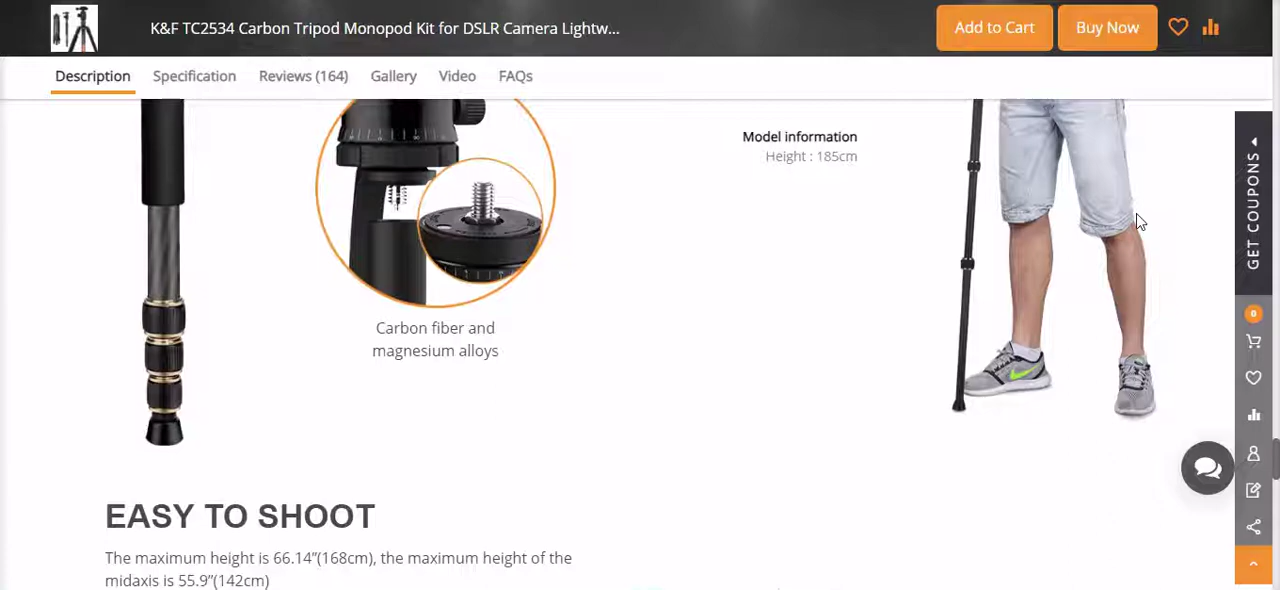 K&F TC2534 Carbon Tripod Monopod Kit for DSLR Camera Lightw...
Add to Cart
Buy Now
Description
Specification
Reviews (164)
Gallery
Video
FAQs
Model information
Height : 185cm
GET COUPONS
0
Carbon fiber and
magnesium alloys
EASY TO SHOOT
The maximum height is 66.14”(168cm), the maximum height of the
midaxis is 55.9”(142cm)